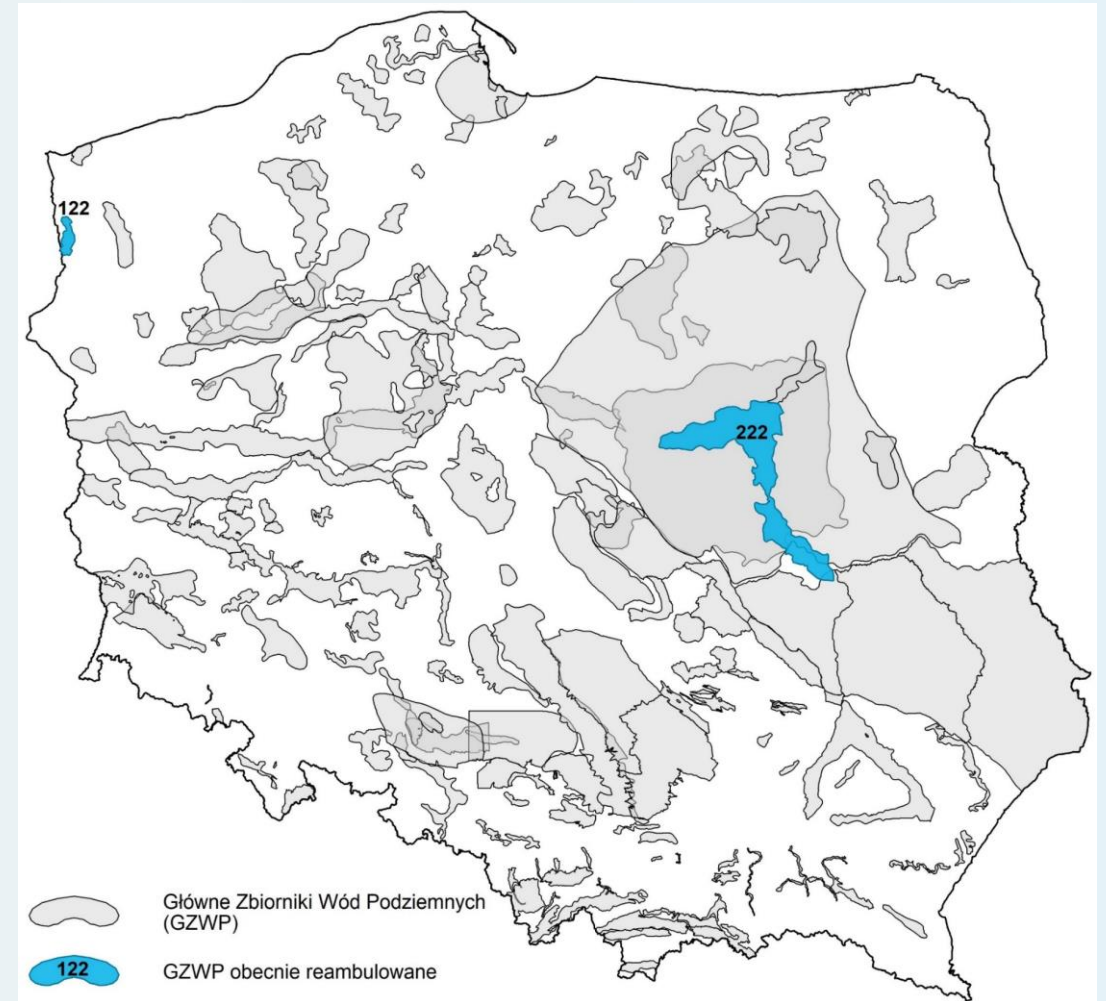 122
222
Główne Zbiorniki Wód Podziemnych
(GZWP)
122
GZWP obecnie reambulowane